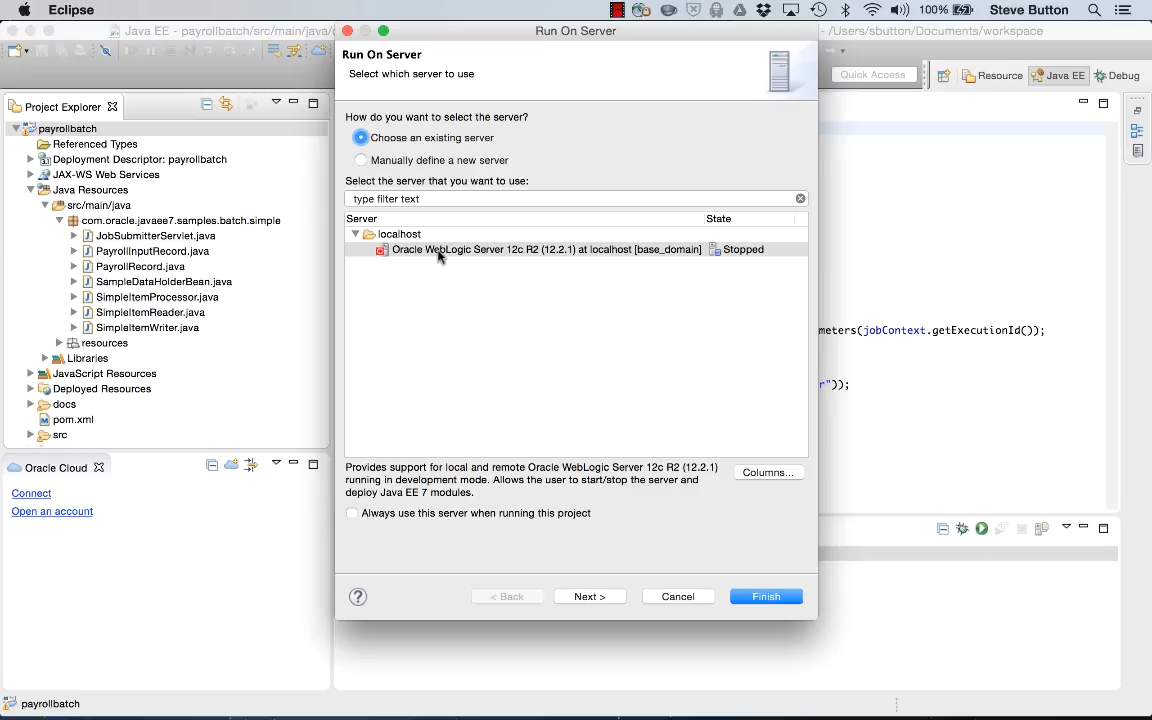 Eclipse
100%
Steve Button
Java EE - payrollbatch/src/main/java/
Run On Server
- /Users/sbutton/Documents/workspace
Quick Access
Resource
Java EE
Debug
Project Explorer
payrollbatch
Referenced Types
Deployment Descriptor: payrollbatch
JAX-WS Web Services
Java Resources
src/main/java
com.oracle.javaee7.samples.batch.simple
JobSubmitterServlet.java
PayrollInputRecord.java
PayrollRecord.java
SampleDataHolderBean.java
SimpleItemProcessor.java
SimpleItemReader.java
SimpleItemWriter.java
resources
Libraries
JavaScript Resources
Deployed Resources
docs
pom.xml
src
Oracle Cloud
Connect
Open an account
Run On Server
Select which server to use
How do you want to select the server?
Choose an existing server
Manually define a new server
Select the server that you want to use:
type filter text
Server State
localhost
Oracle WebLogic Server 12c R2 (12.2.1) at localhost [base_domain] Stopped
Provides support for local and remote Oracle WebLogic Server 12c R2 (12.2.1)
running in development mode. Allows the user to start/stop the server and
deploy Java EE 7 modules.
Columns...
Always use this server when running this project
?
< Back
Next >
Cancel
Finish
meters(jobContext.getExecutionId());
r"));
payrollbatch